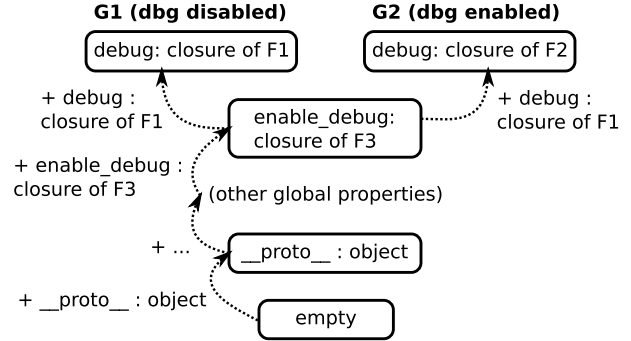 G1 (dbg disabled)
G2 (dbg enabled)
debug: closure of F1
debug: closure of F2
+ debug :
closure of F1
enable_debug:
closure of F3
+ debug :
closure of F1
+ enable_debug :
closure of F3
(other global properties)
+ ...
__proto__ : object
+ __proto__ : object
empty